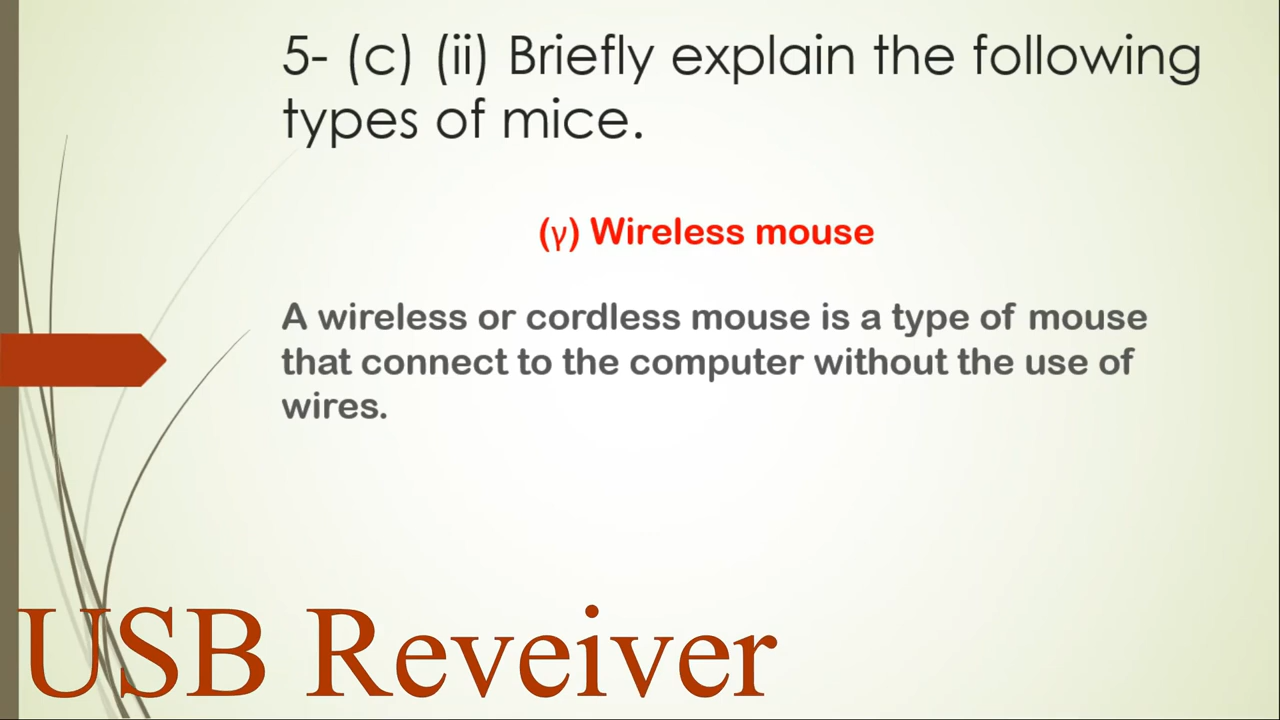 5- (c) (ii) Briefly explain the following
types of mice.
(γ) Wireless mouse
A wireless or cordless mouse is a type of mouse
that connect to the computer without the use of
wires.
USB Reveiver